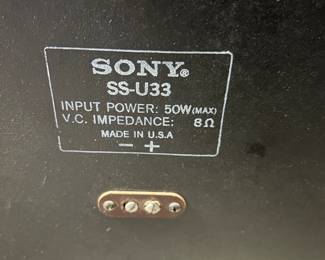 SONY®
SS-U33
INPUT POWER: 50W(MAX)
V.C. IMPEDANCE: 8Ω
MADE IN U.S.A
− +